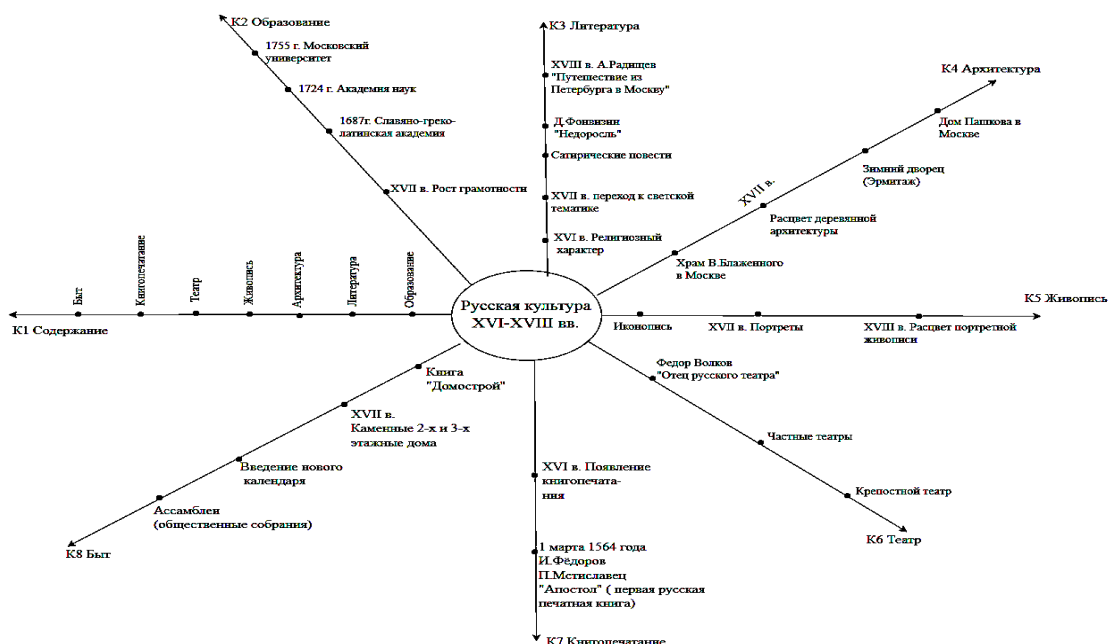 К2 Образование
1755 г. Московский
университет
1724 г. Академия наук
1687г. Славяно-греко-
латинская академия
XVII в. Рост грамотности
К3 Литература
XVIII в. А.Радищев
"Путешествие из
Петербурга в Москву"
Д.Фонвизин
"Недоросль"
Сатирические повести
XVII в. переход к светской
тематике
XVI в. Религиозный
характер
К4 Архитектура
Дом Пашкова в
Москве
Зимний дворец
(Эрмитаж)
XVII в.
Расцвет деревянной
архитектуры
Храм В.Блаженного
в Москве
Русская культура
XVI-XVIII вв.
Быт
Книгопечатание
Театр
Живопись
Архитектура
Литература
Образование
К1 Содержание
К5 Живопись
Иконопись
XVII в. Портреты
XVIII в. Расцвет портретной
живописи
Федор Волков
"Отец русского театра"
Частные театры
Крепостной театр
К6 Театр
XVI в. Появление
книгопечата-
ния
1 марта 1564 года
И.Фёдоров
П.Мстиславец
"Апостол" ( первая русская
печатная книга)
К7 Книгопечатание
Книга
"Домострой"
XVII в.
Каменные 2-х и 3-х
этажные дома
Введение нового
календаря
Ассамблеи
(общественные собрания)
К8 Быт